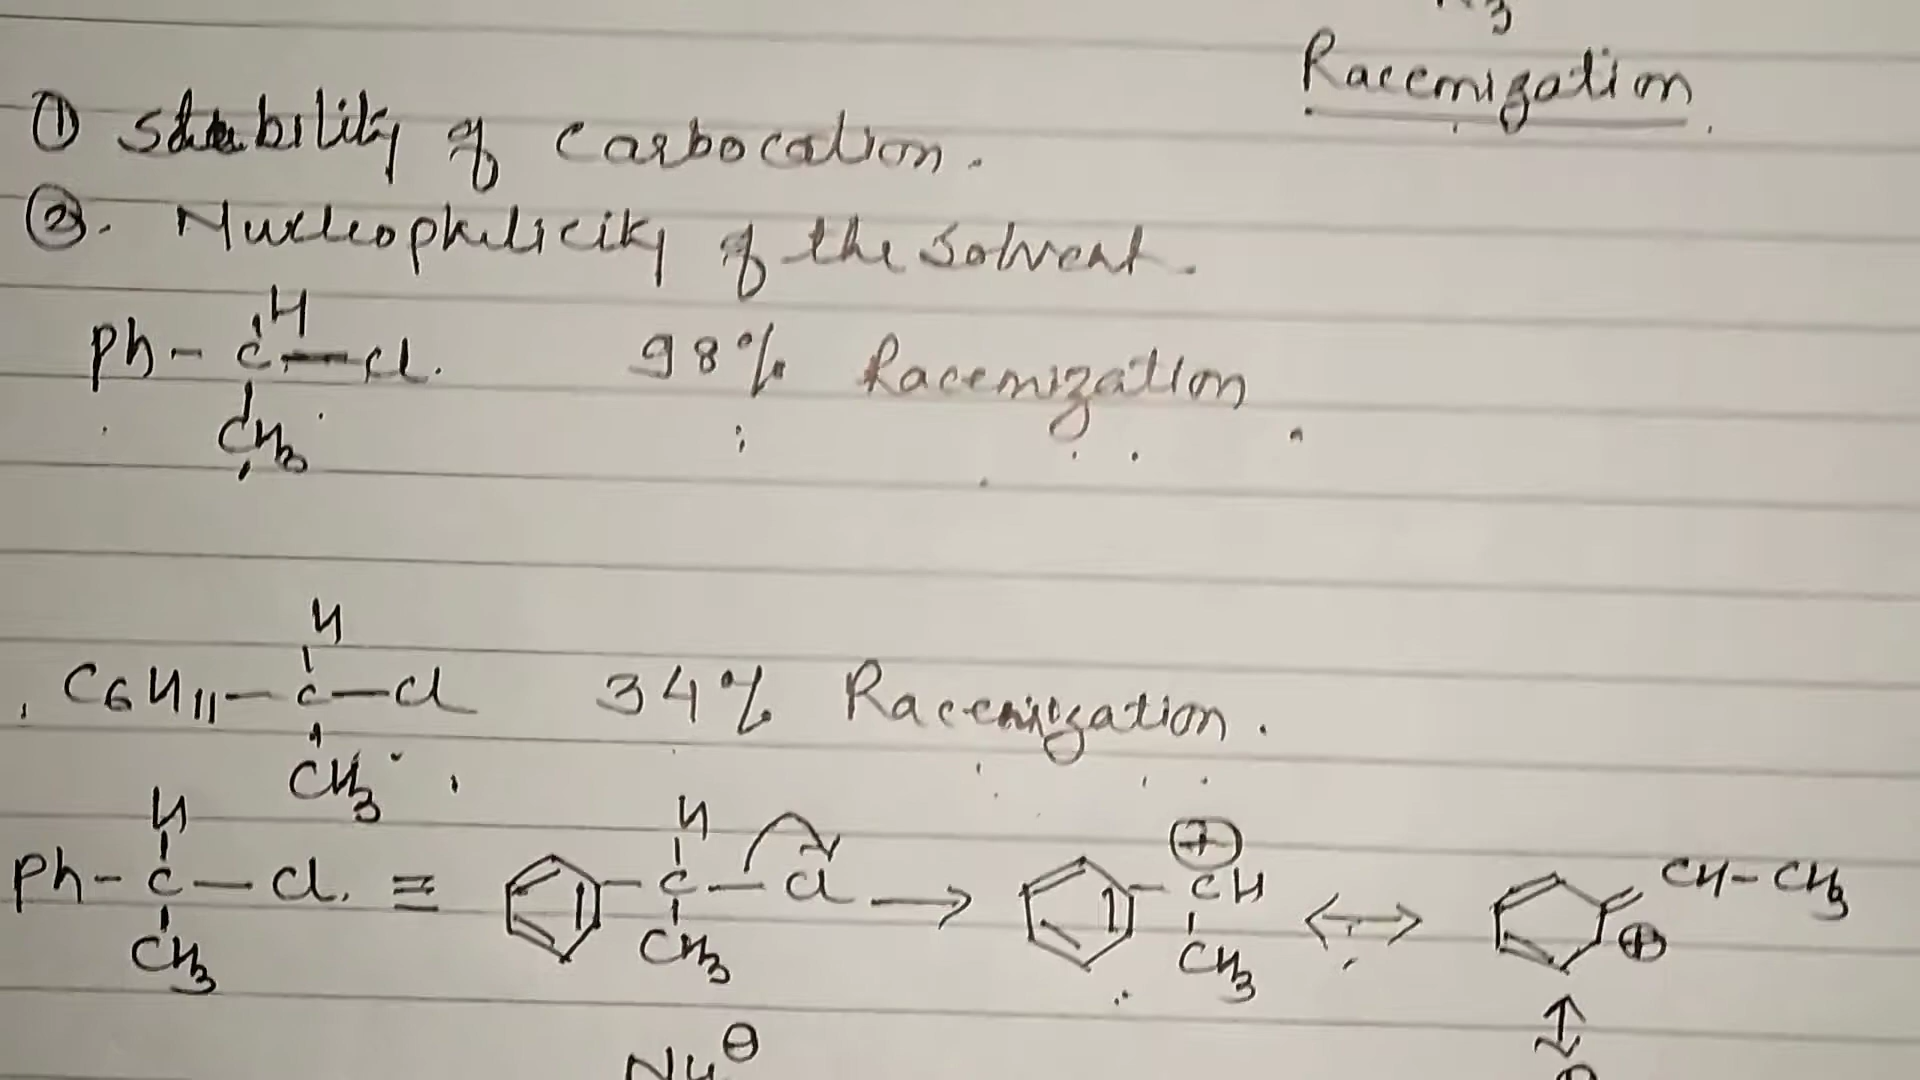 Racemization.
① Stability of carbocation.
②. Nucleophilicity of the solvent.
H
Ph-C-Cl. 98% Racemization
CH3
H
C6H11-C-Cl 34% Racemization.
CH3
H H ⊕
Ph-C-Cl. ≡ C-Cl → CH ↔ CH-CH3
CH3 CH3 CH3 ⊕
↕
Nu⊖